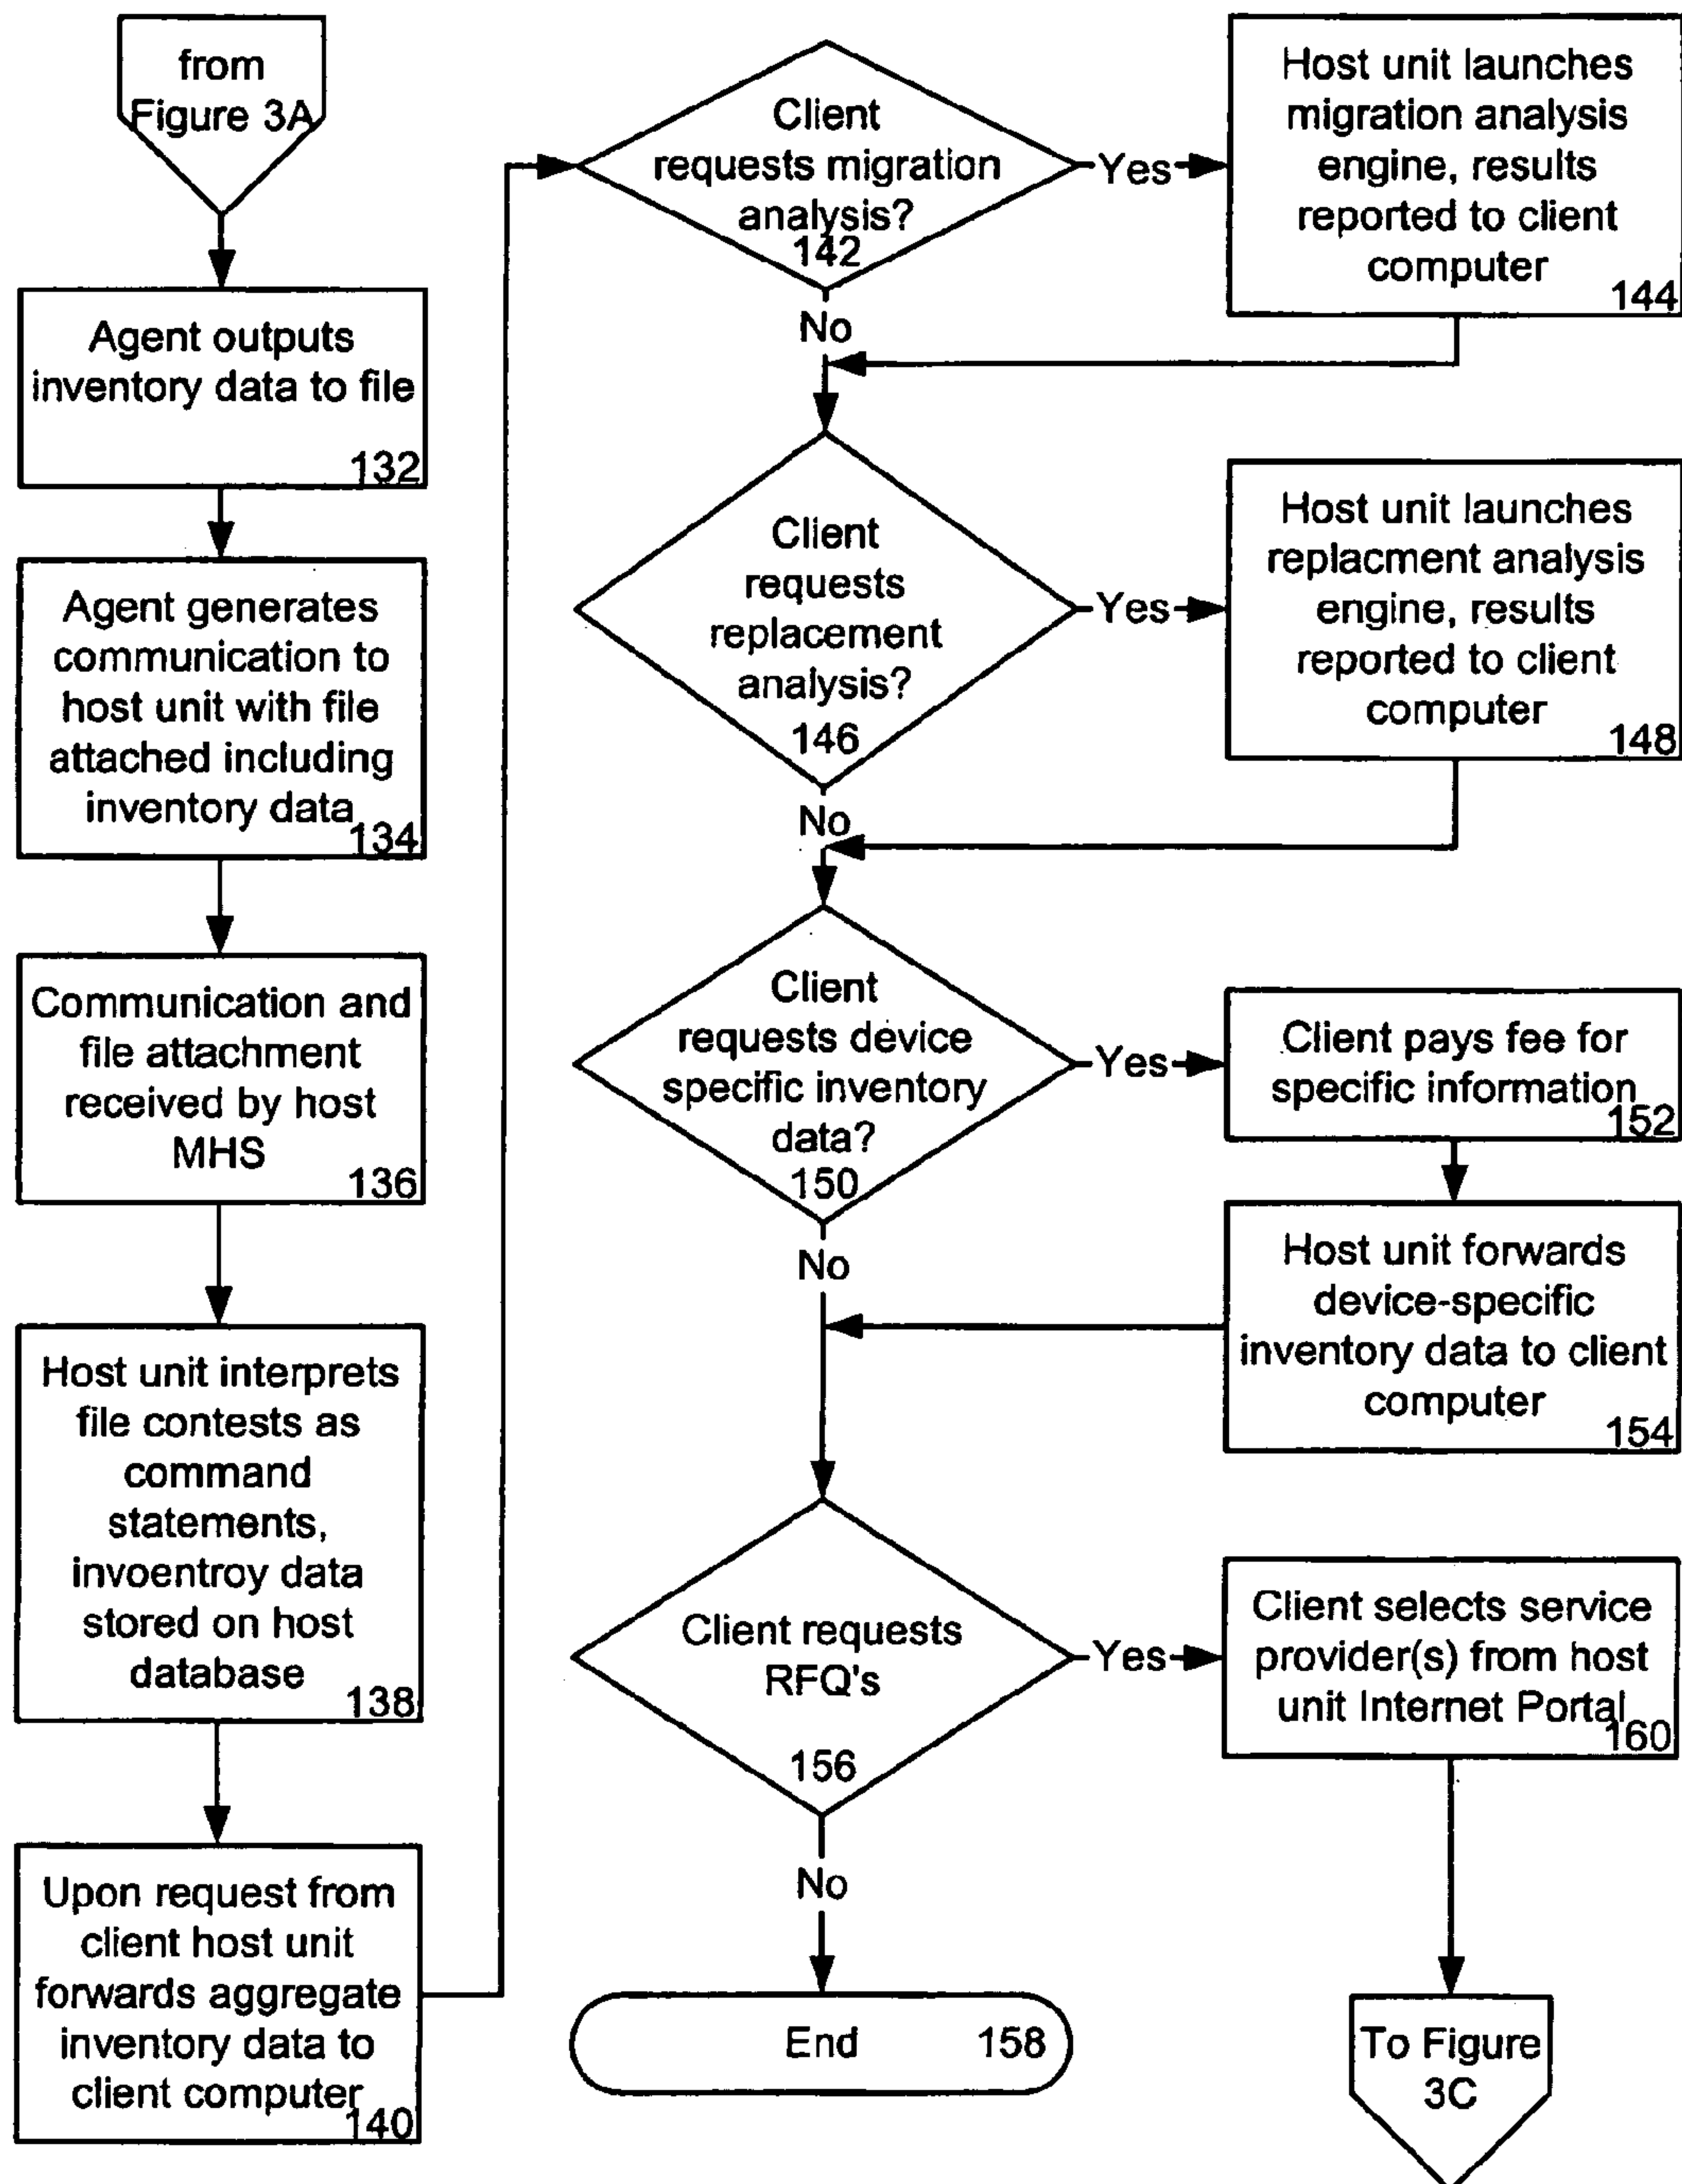 from
Figure 3A
Agent outputs
inventory data to file
132
Agent generates
communication to
host unit with file
attached including
inventory data
134
Communication and
file attachment
received by host
MHS
136
Host unit interprets
file contests as
command
statements,
invoentroy data
stored on host
database
138
Upon request from
client host unit
forwards aggregate
inventory data to
client computer
140
Client
requests migration
analysis?
142
Yes
No
Host unit launches
migration analysis
engine, results
reported to client
computer
144
Client
requests
replacement
analysis?
146
Yes
No
Host unit launches
replacment analysis
engine, results
reported to client
computer
148
Client
requests device
specific inventory
data?
150
Yes
No
Client pays fee for
specific information
152
Host unit forwards
device-specific
inventory data to client
computer
154
Client requests
RFQ's
156
Yes
No
Client selects service
provider(s) from host
unit Internet Portal
160
End 158
To Figure
3C